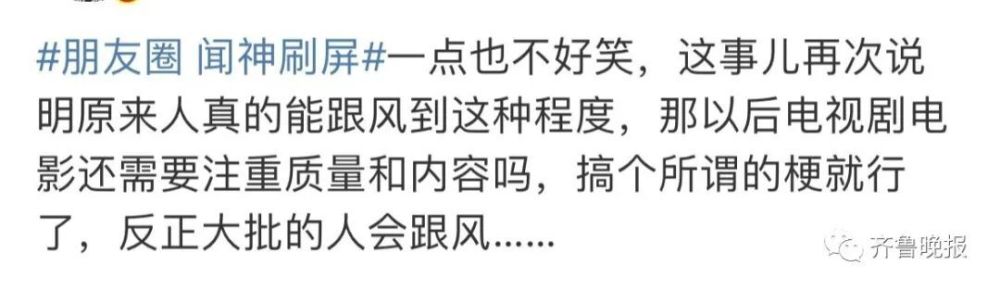 #朋友圈 闻神刷屏#一点也不好笑，这事儿再次说
明原来人真的能跟风到这种程度，那以后电视剧电
影还需要注重质量和内容吗，搞个所谓的梗就行
了，反正大批的人会跟风……
齐鲁晚报